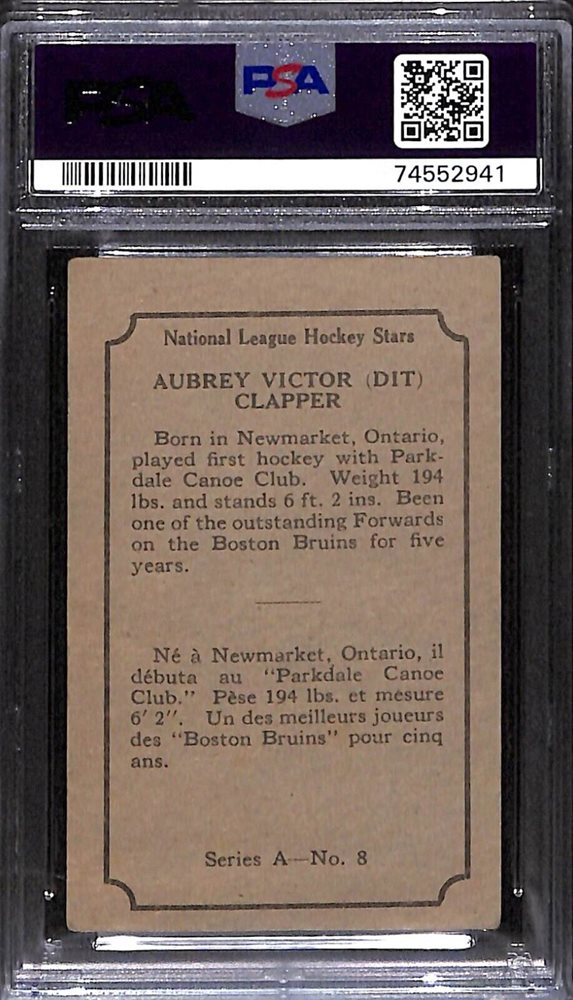 PSA
PSA
74552941
National League Hockey Stars
AUBREY VICTOR (DIT)
CLAPPER
Born in Newmarket, Ontario,
played first hockey with Park-
dale Canoe Club. Weight 194
lbs. and stands 6 ft. 2 ins. Been
one of the outstanding Forwards
on the Boston Bruins for five
years.
Né à Newmarket, Ontario, il
débuta au "Parkdale Canoe
Club." Pèse 194 lbs. et mesure
6′ 2″. Un des meilleurs joueurs
des "Boston Bruins" pour cinq
ans.
Series A—No. 8